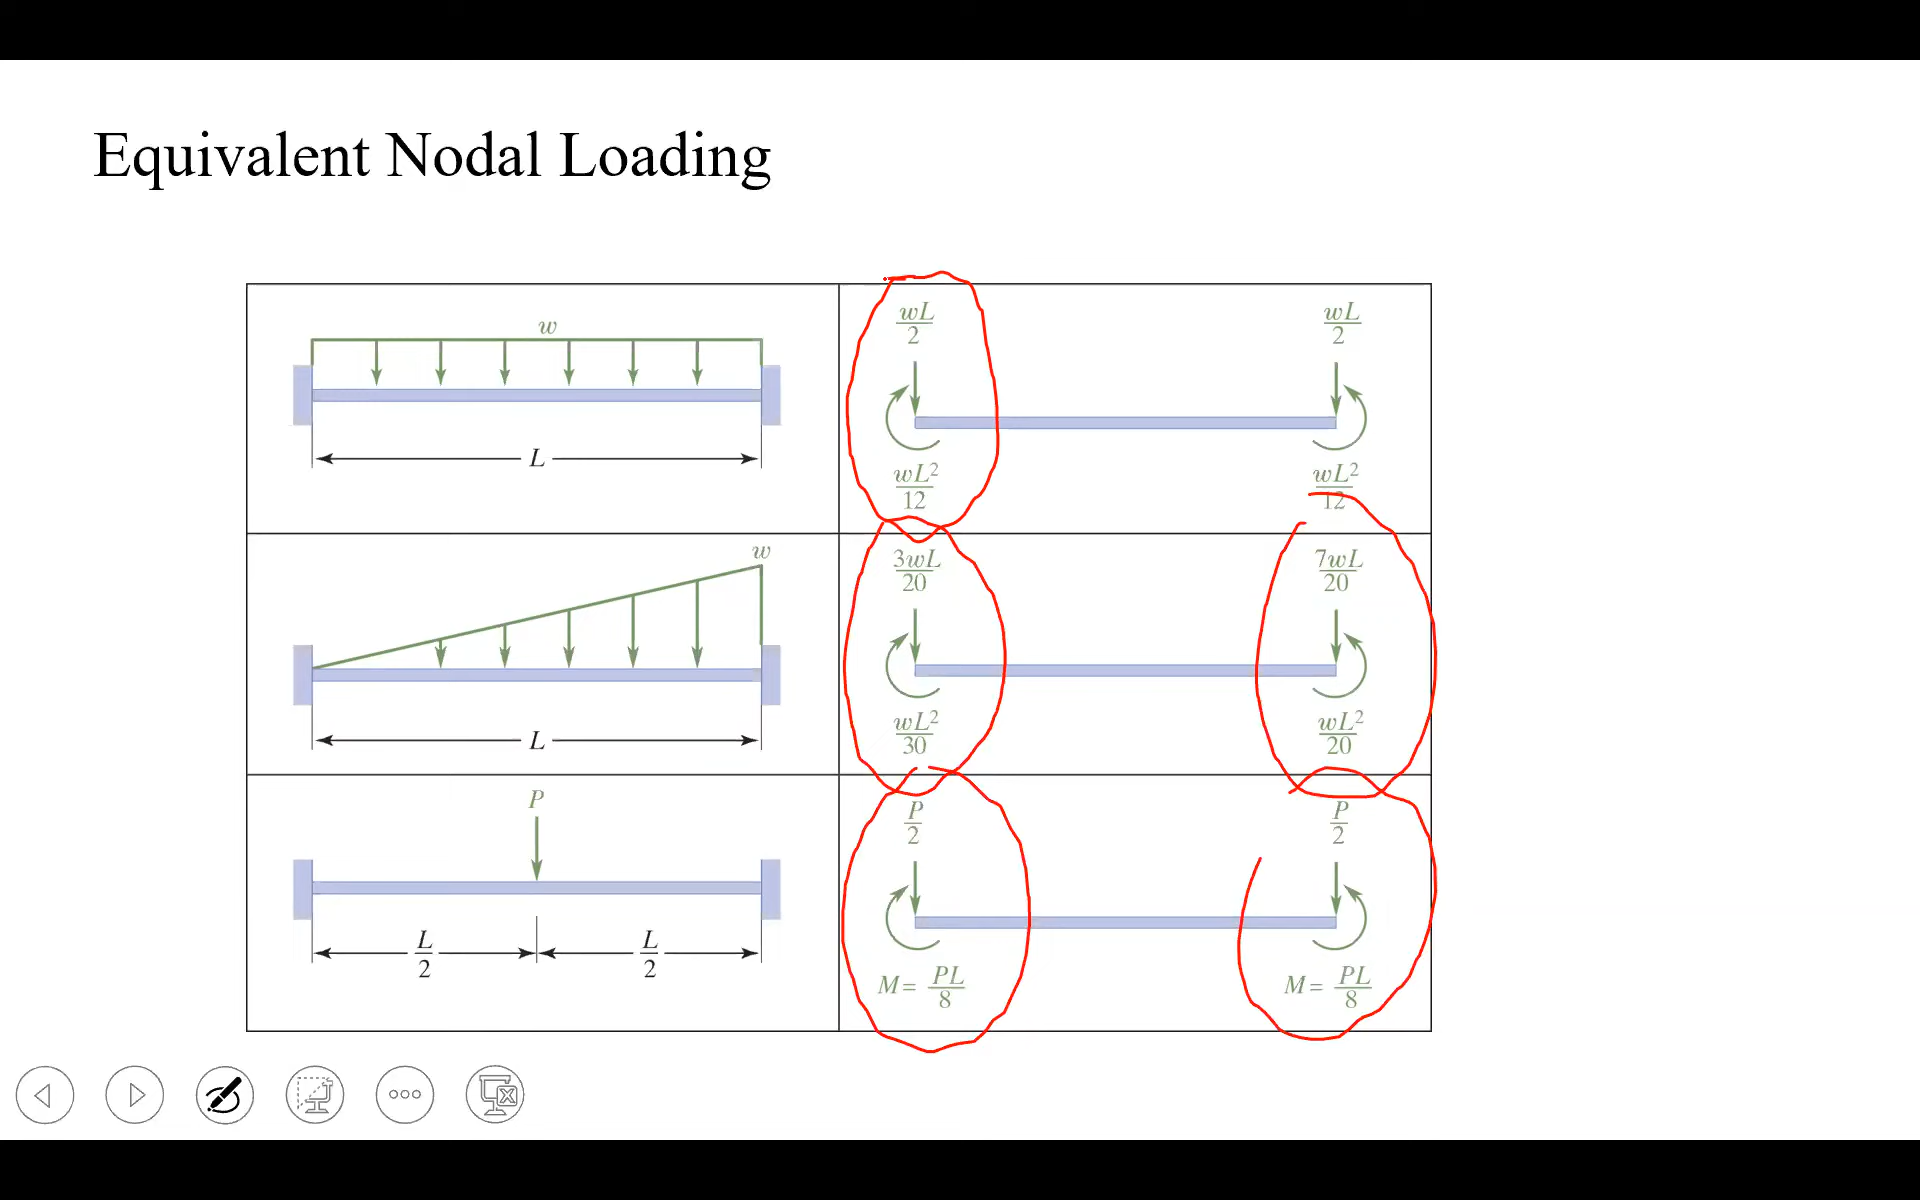 Equivalent Nodal Loading
w
L
wL/2
wL/2
wL²/12
wL²/12
w
L
3wL/20
7wL/20
wL²/30
wL²/20
P
L/2
L/2
P/2
P/2
M = PL/8
M = PL/8